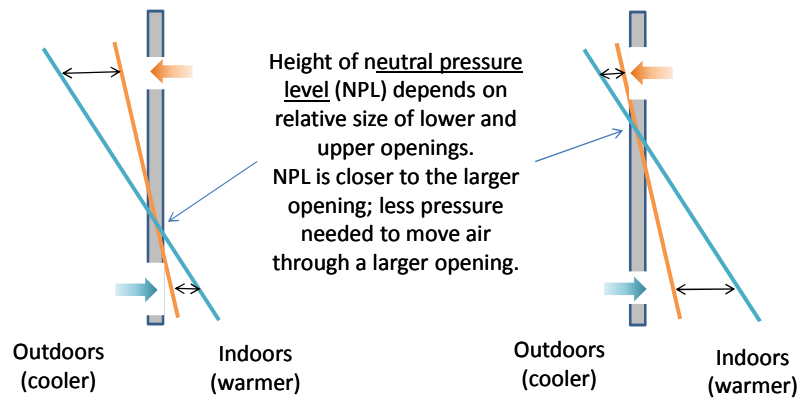 Height of neutral pressure
level (NPL) depends on
relative size of lower and
upper openings.
NPL is closer to the larger
opening; less pressure
needed to move air
through a larger opening.
Outdoors
(cooler)
Indoors
(warmer)
Outdoors
(cooler)
Indoors
(warmer)